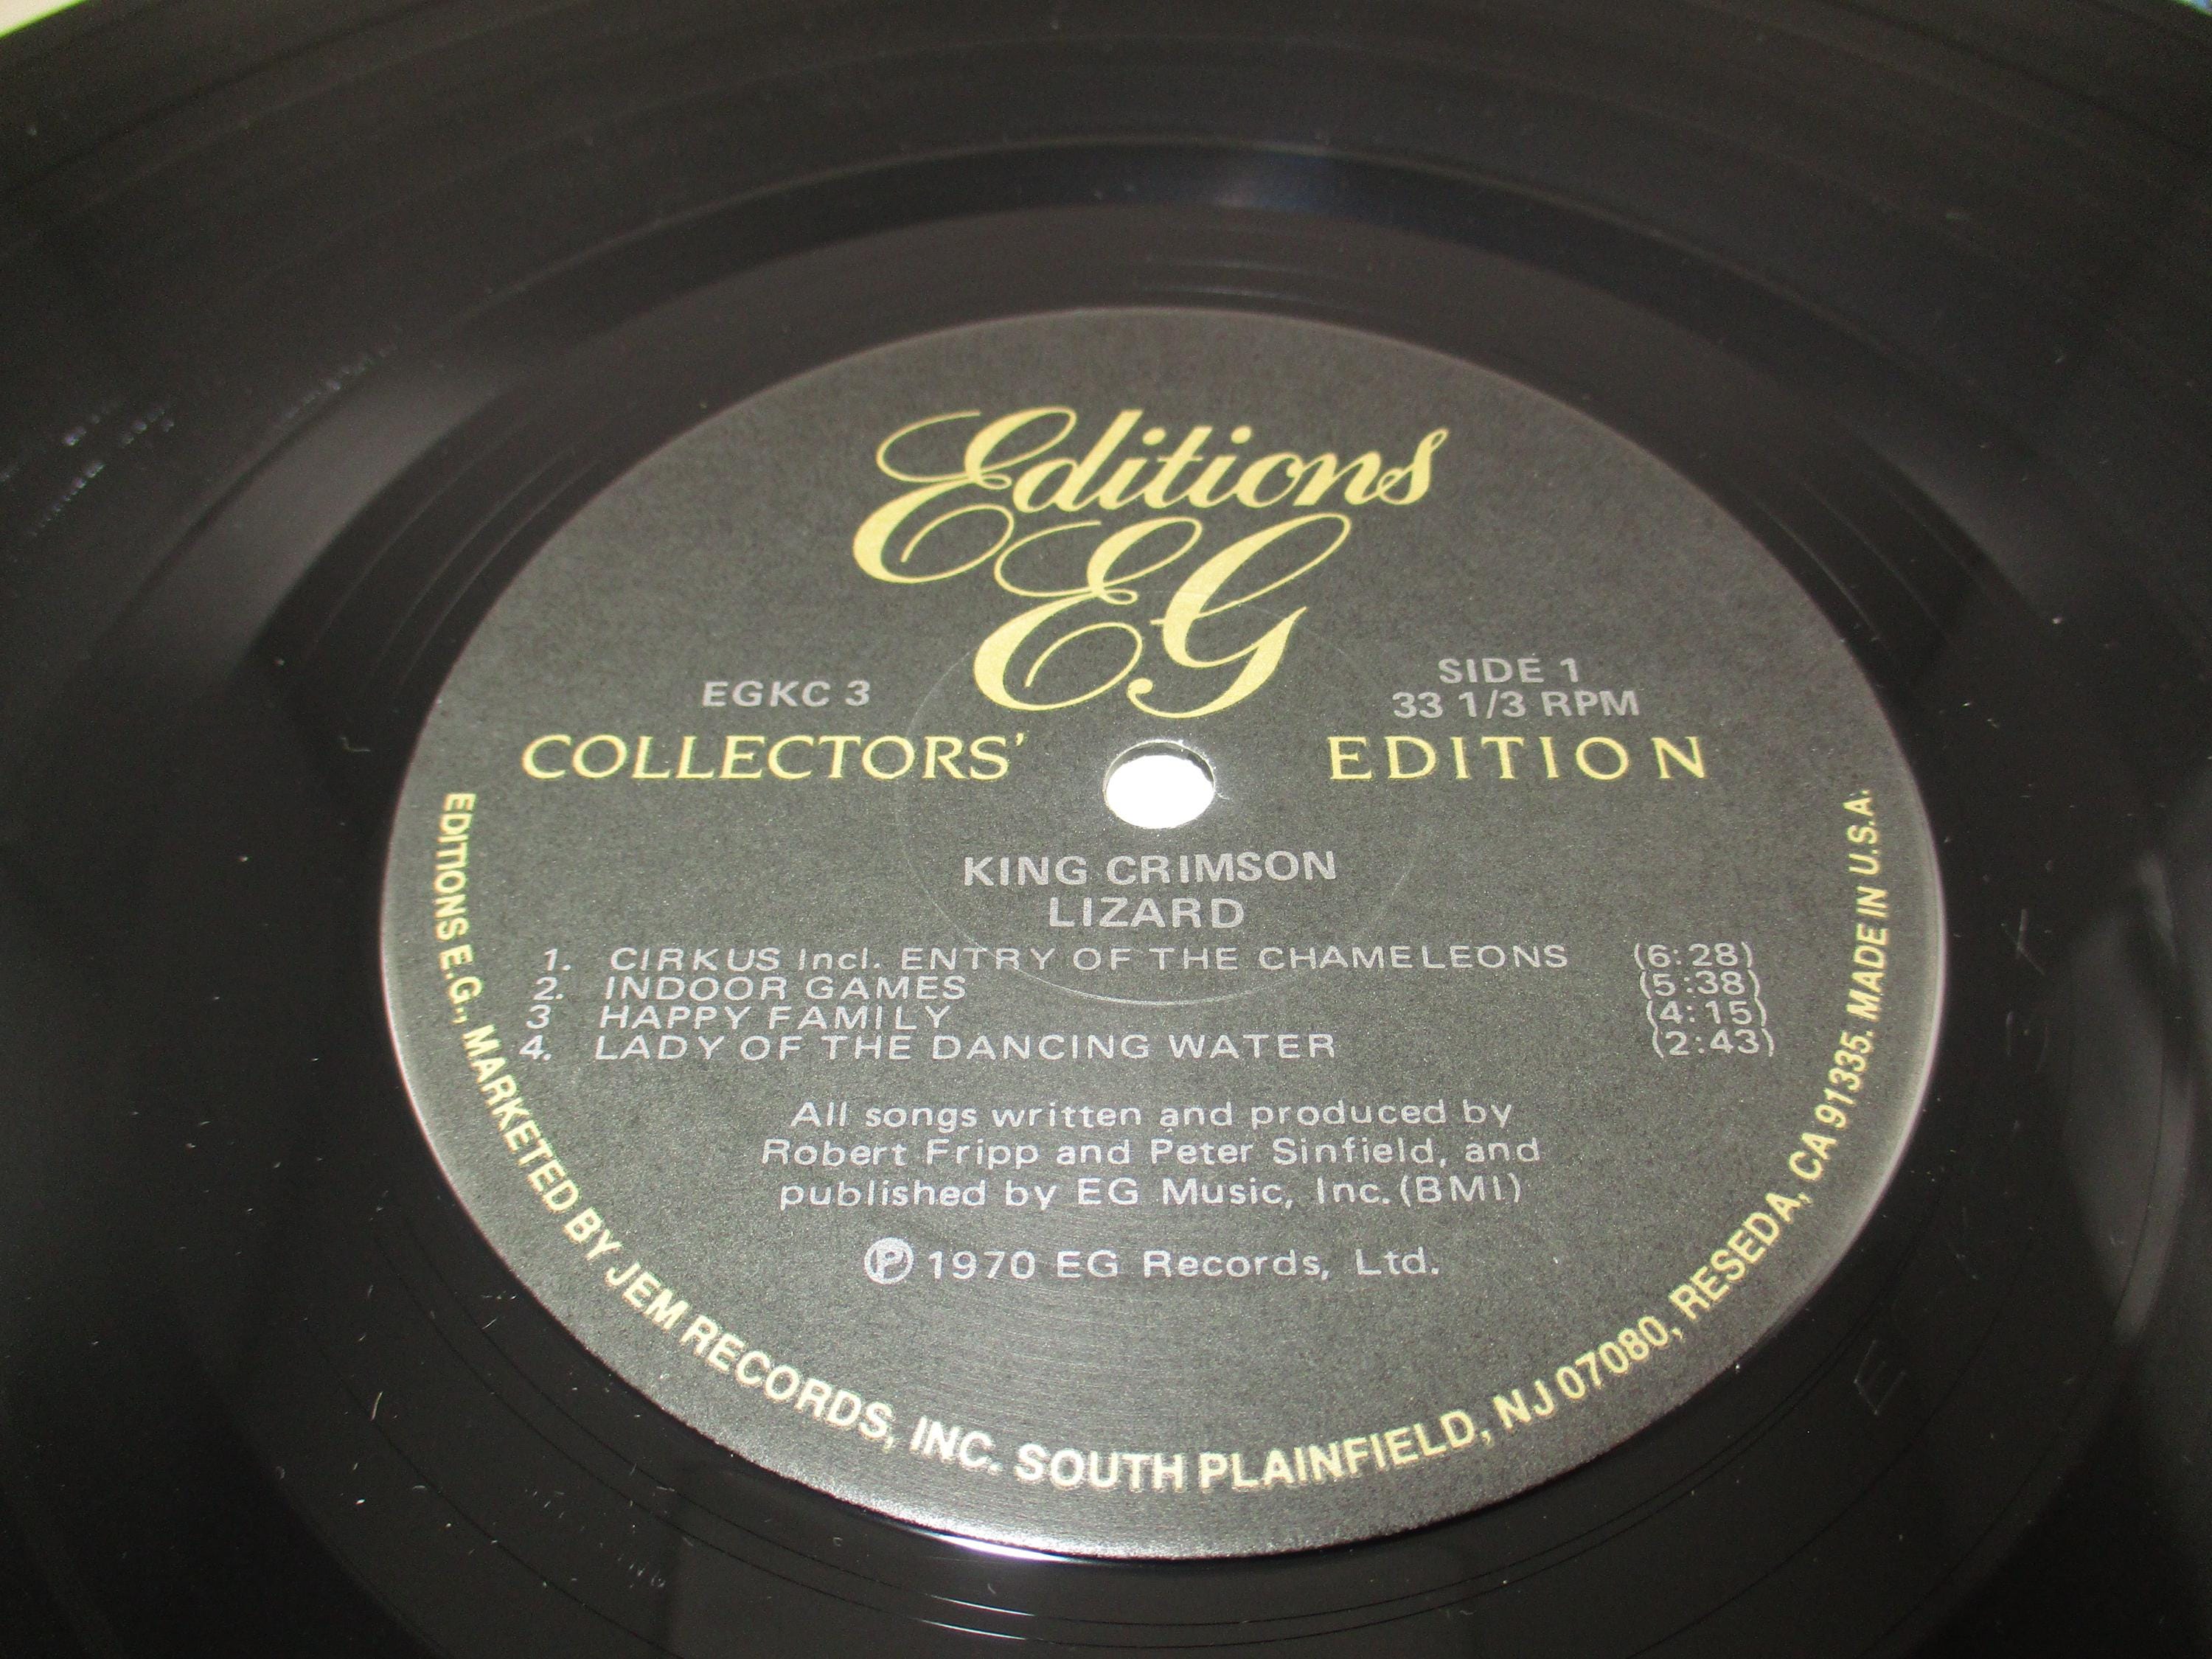 Editions
EG
EGKC 3
SIDE 1
33 1/3 RPM
COLLECTORS' EDITION
KING CRIMSON
LIZARD
1. CIRKUS Incl. ENTRY OF THE CHAMELEONS (6:28)
2. INDOOR GAMES (5:38)
3 HAPPY FAMILY (4:15)
4. LADY OF THE DANCING WATER (2:43)
All songs written and produced by
Robert Fripp and Peter Sinfield, and
published by EG Music, Inc. (BMI.)
Ⓟ 1970 EG Records, Ltd.
EDITIONS E.G., MARKETED BY JEM RECORDS, INC. SOUTH PLAINFIELD, NJ 07080, RESEDA, CA 91335. MADE IN U.S.A.